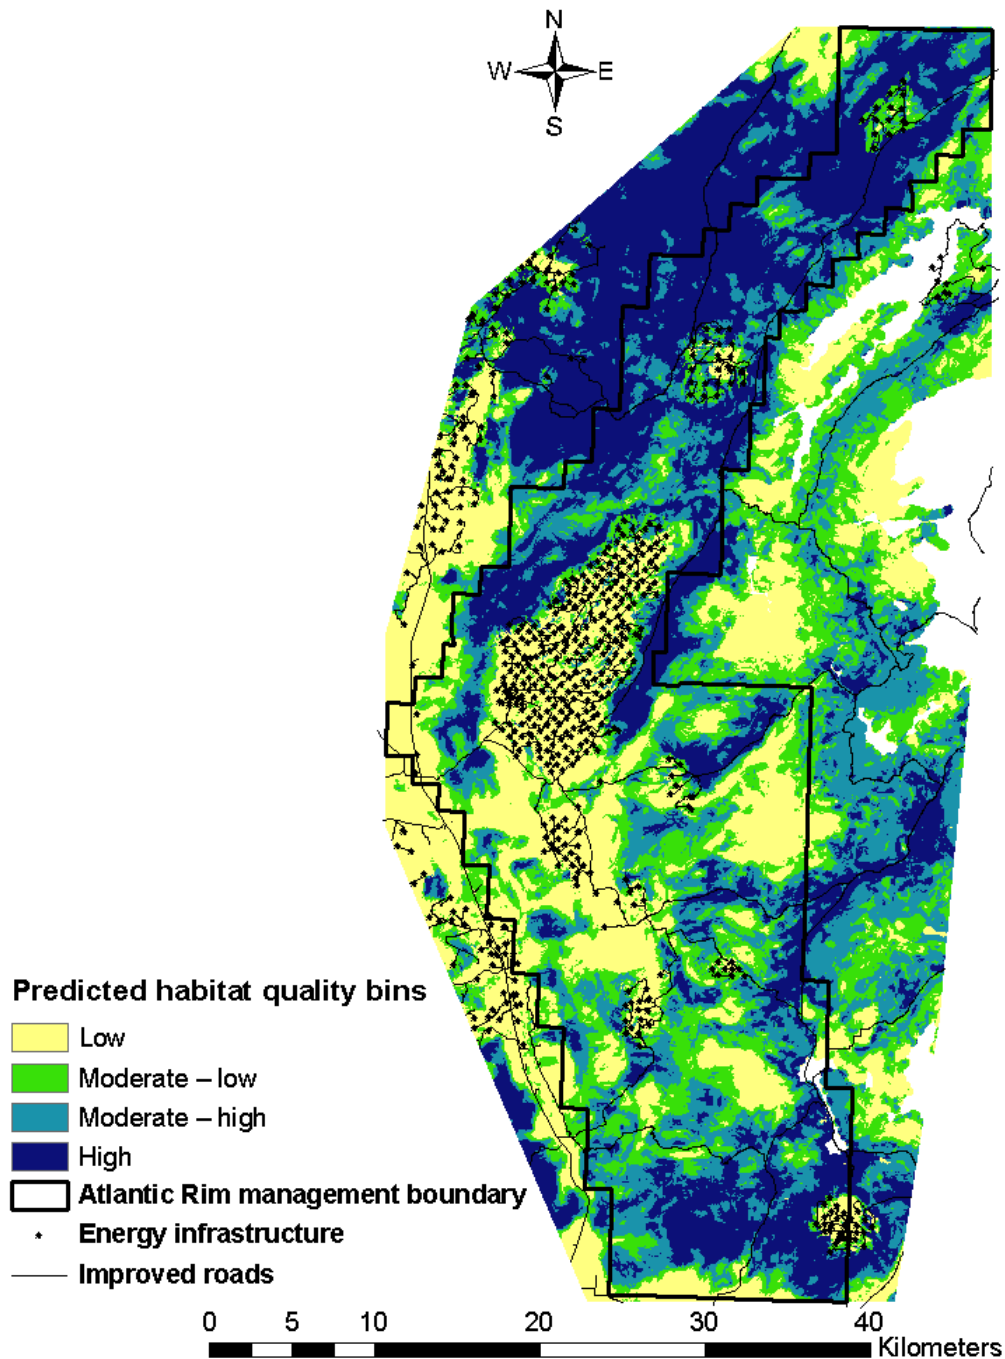 N
W E
S
Predicted habitat quality bins
Low
Moderate – low
Moderate – high
High
Atlantic Rim management boundary
Energy infrastructure
Improved roads
0 5 10 20 30 40
Kilometers